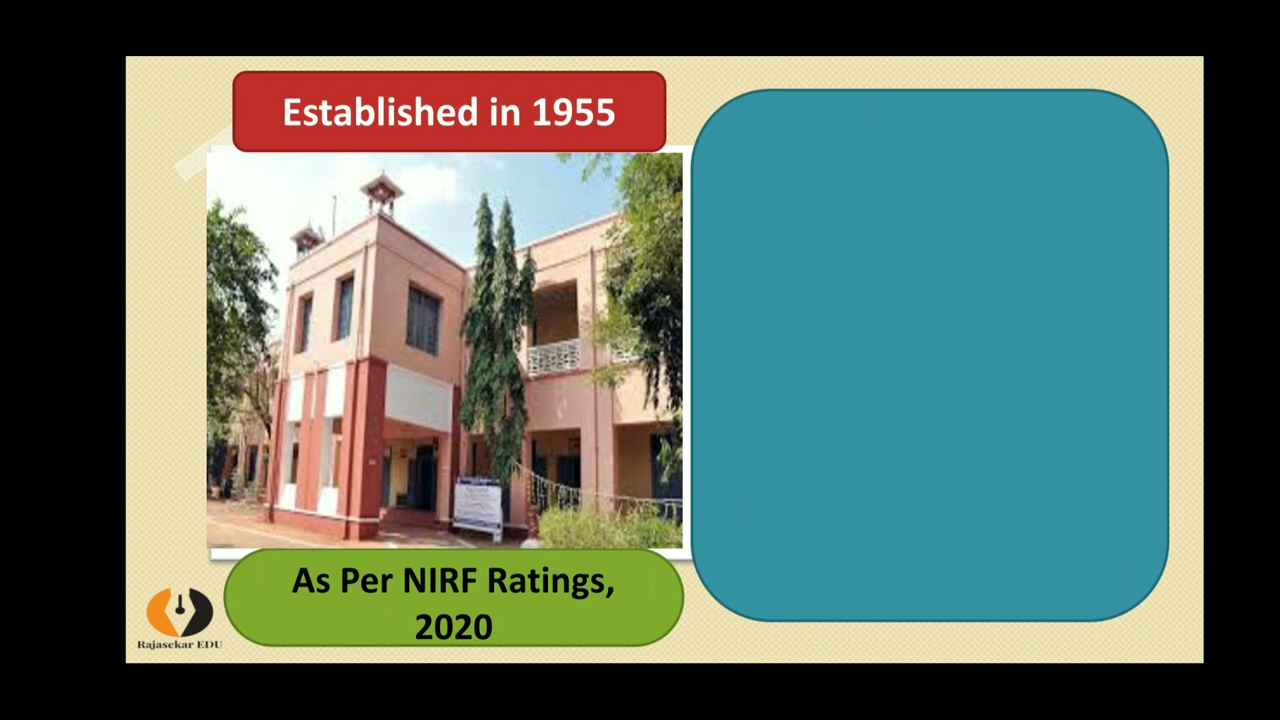 Established in 1955
As Per NIRF Ratings,
2020
Rajasekar EDU